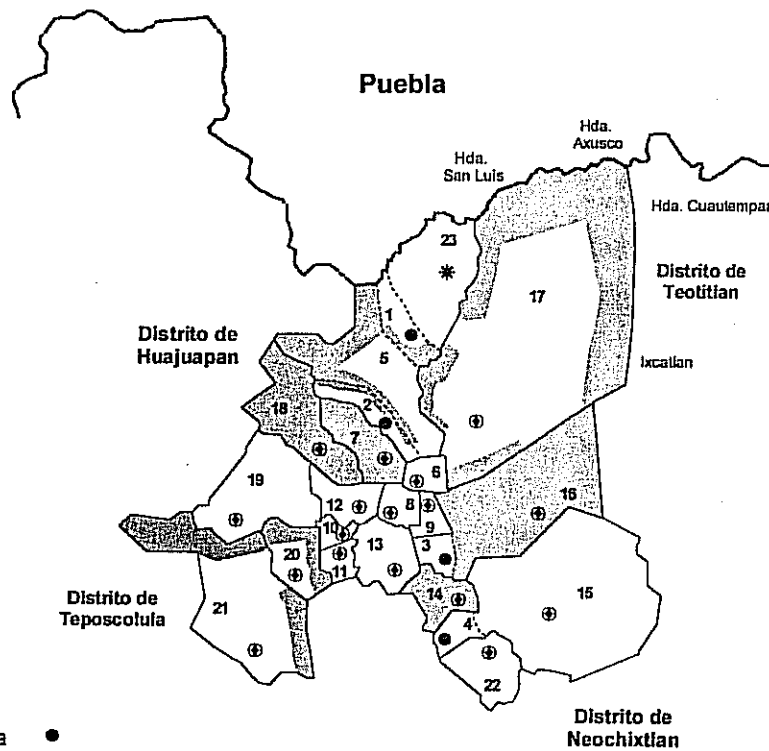 Puebla
Hda.
Axusco
Hda.
San Luis
Hda. Cuautempan
23
17
Distrito de
Teotitlan
1
Distrito de
Huajuapan
5
Ixcatlan
2
18
7
6
19
12
8
16
10
9
13
3
20
11
14
15
Distrito de
Teposcolula
21
4
22
Distrito de
Neochixtlan